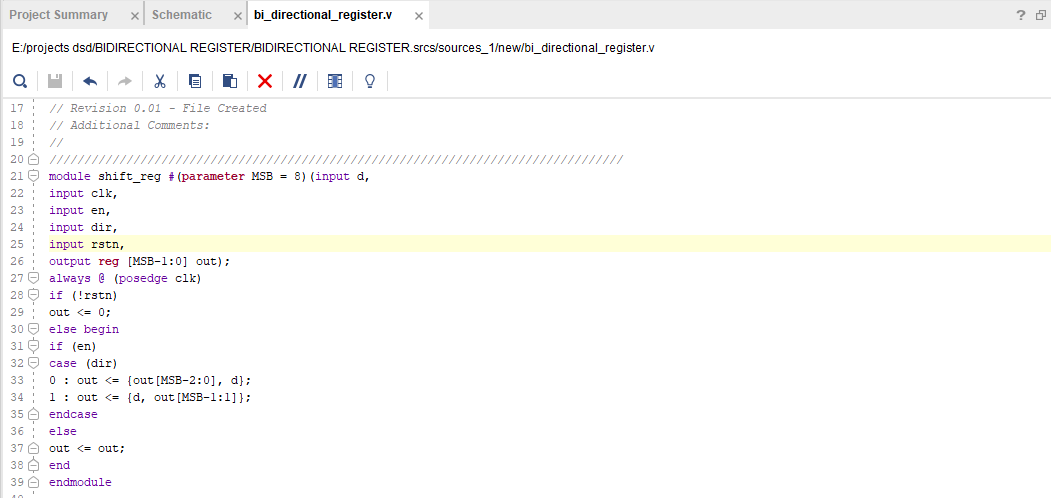 Project Summary × Schematic × bi_directional_register.v ×
?
E:/projects dsd/BIDIRECTIONAL REGISTER/BIDIRECTIONAL REGISTER.srcs/sources_1/new/bi_directional_register.v
17 // Revision 0.01 - File Created
18 // Additional Comments:
19 //
20 //////////////////////////////////////////////////////////////////////////////////
21 module shift_reg #(parameter MSB = 8)(input d,
22 input clk,
23 input en,
24 input dir,
25 input rstn,
26 output reg [MSB-1:0] out);
27 always @ (posedge clk)
28 if (!rstn)
29 out <= 0;
30 else begin
31 if (en)
32 case (dir)
33 0 : out <= {out[MSB-2:0], d};
34 1 : out <= {d, out[MSB-1:1]};
35 endcase
36 else
37 out <= out;
38 end
39 endmodule